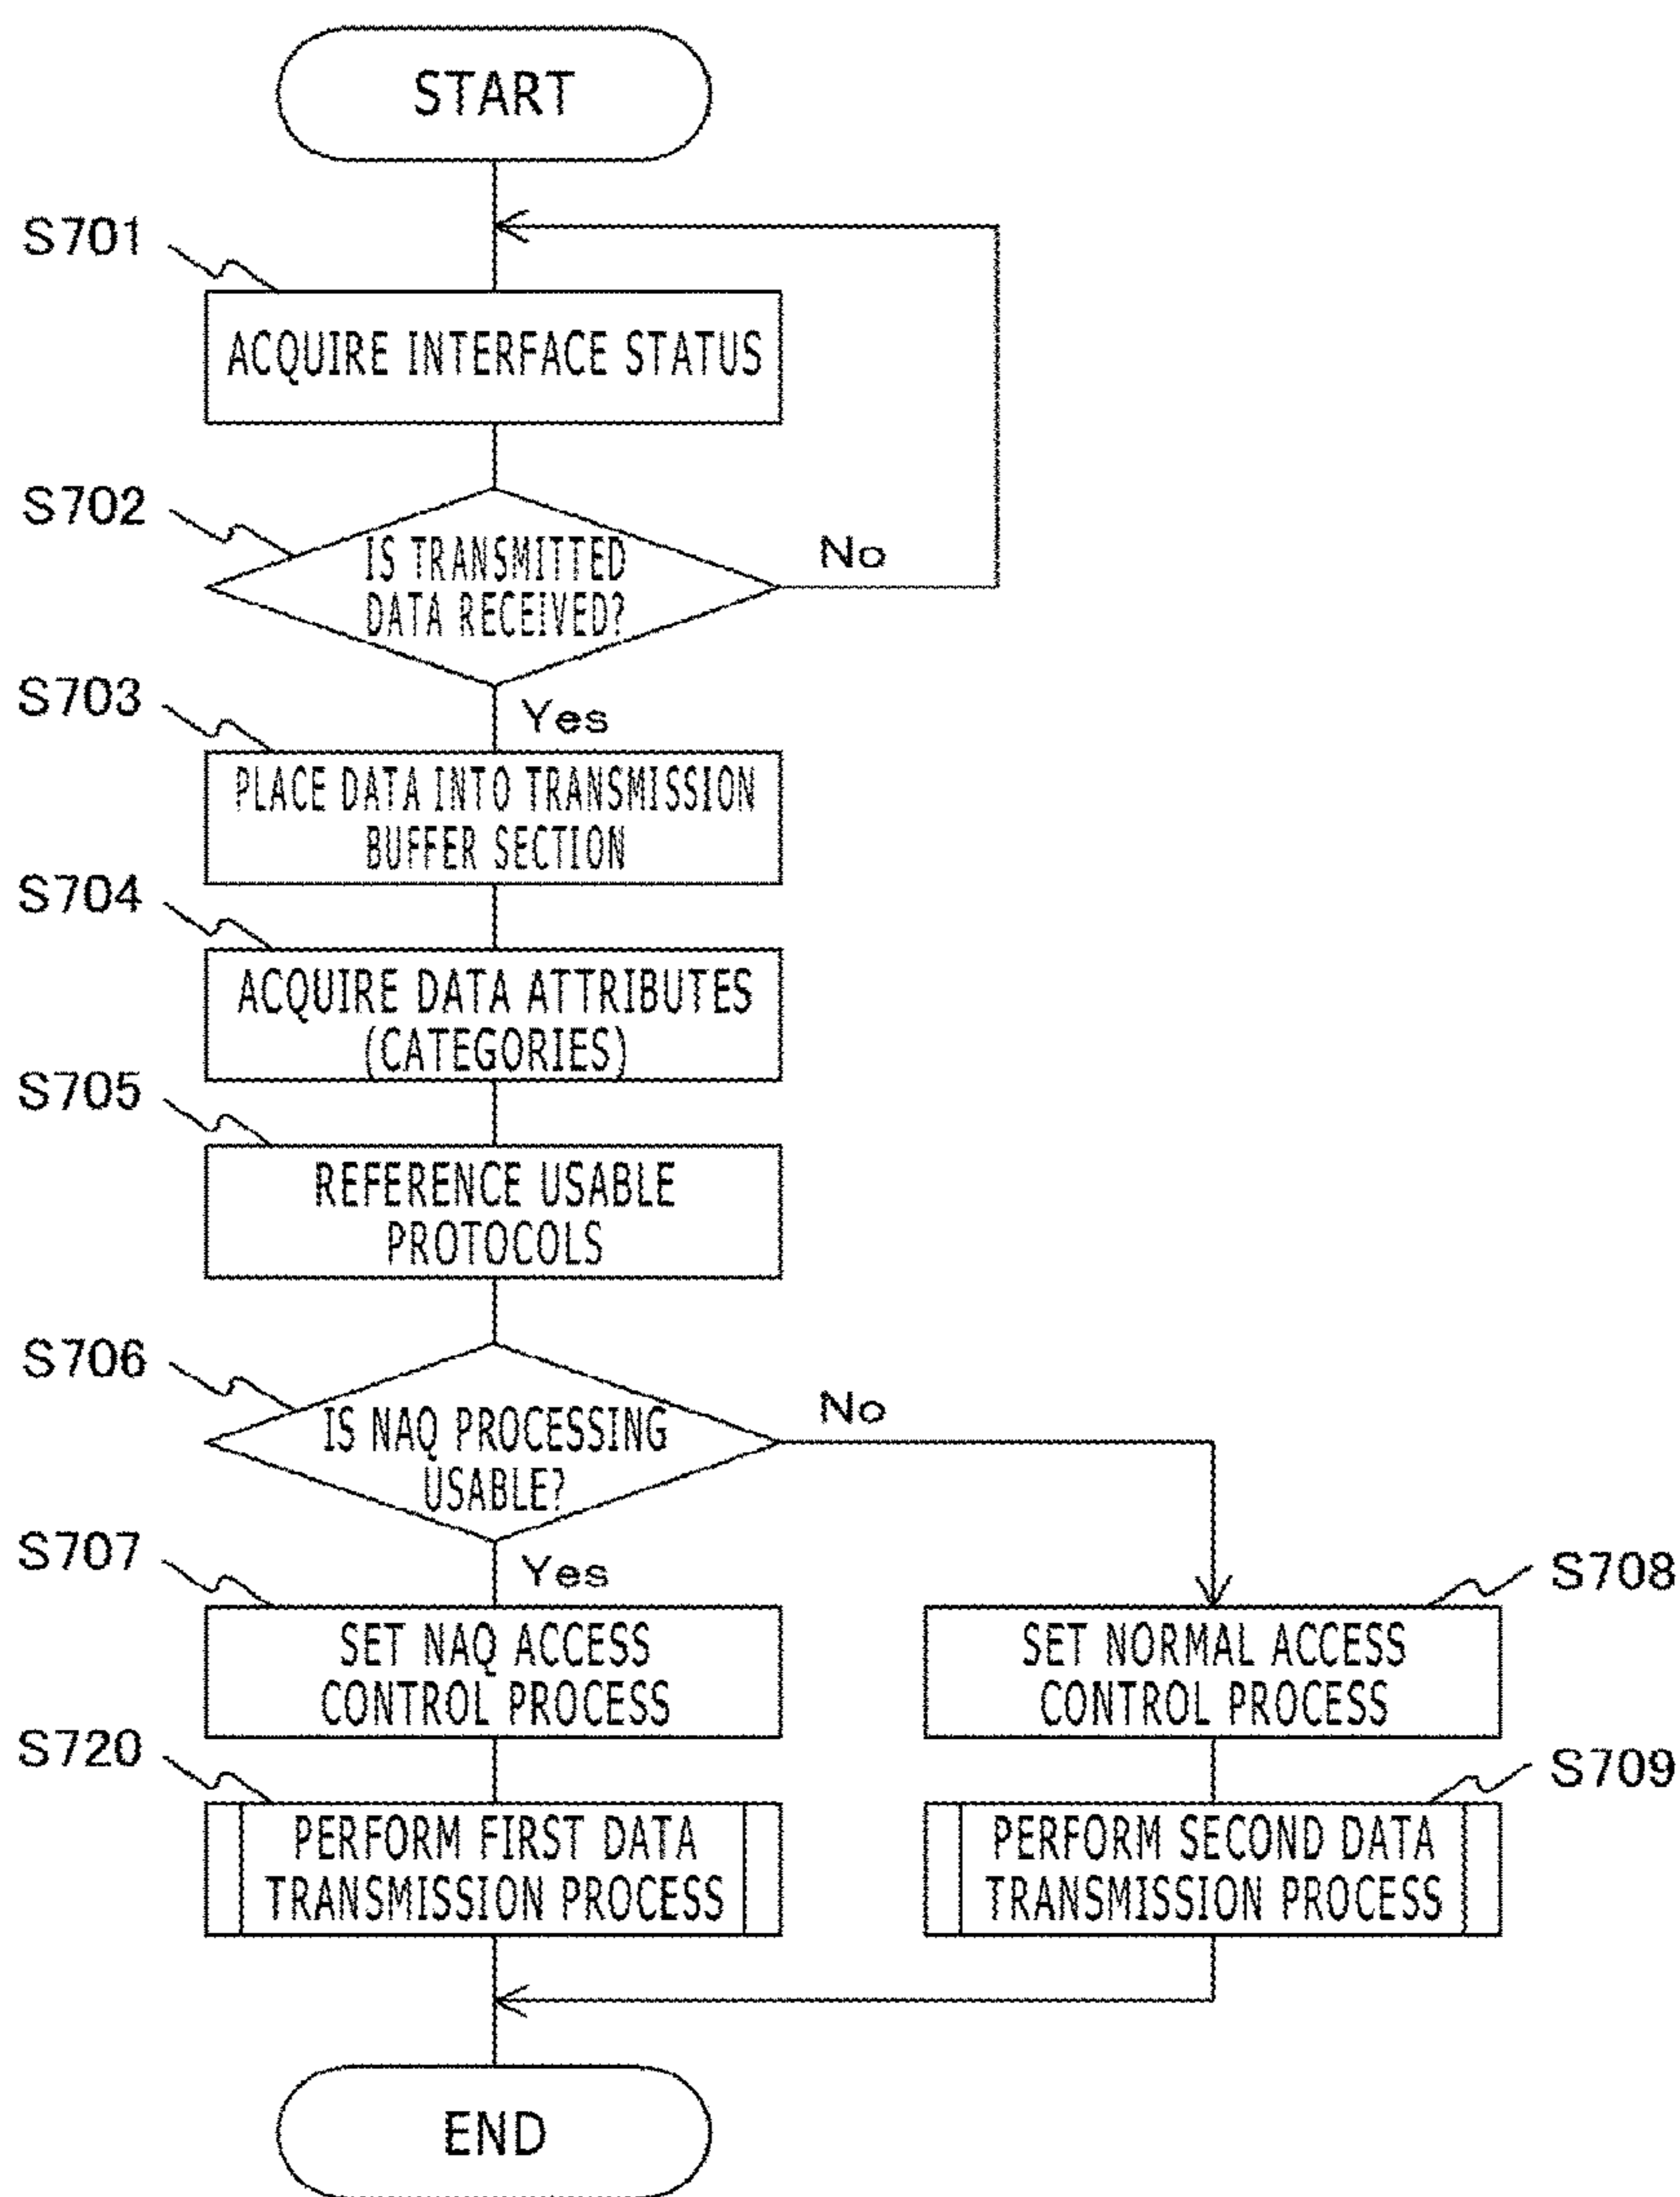 START
S701
ACQUIRE INTERFACE STATUS
S702
IS TRANSMITTED
DATA RECEIVED?
No
S703
Yes
PLACE DATA INTO TRANSMISSION
BUFFER SECTION
S704
ACQUIRE DATA ATTRIBUTES
(CATEGORIES)
S705
REFERENCE USABLE
PROTOCOLS
S706
IS NAQ PROCESSING
USABLE?
No
S707
Yes
SET NAQ ACCESS
CONTROL PROCESS
S708
SET NORMAL ACCESS
CONTROL PROCESS
S720
PERFORM FIRST DATA
TRANSMISSION PROCESS
S709
PERFORM SECOND DATA
TRANSMISSION PROCESS
END